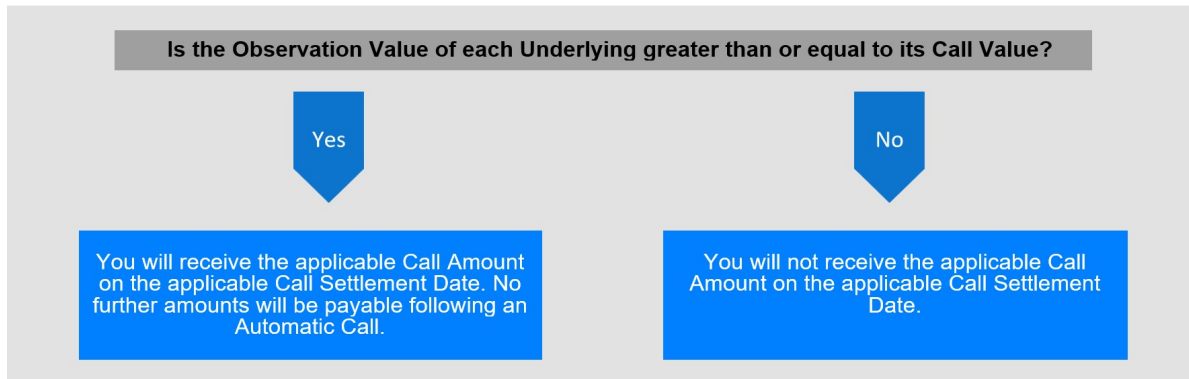 Is the Observation Value of each Underlying greater than or equal to its Call Value?
Yes
No
You will receive the applicable Call Amount
on the applicable Call Settlement Date. No
further amounts will be payable following an
Automatic Call.
You will not receive the applicable Call
Amount on the applicable Call Settlement
Date.